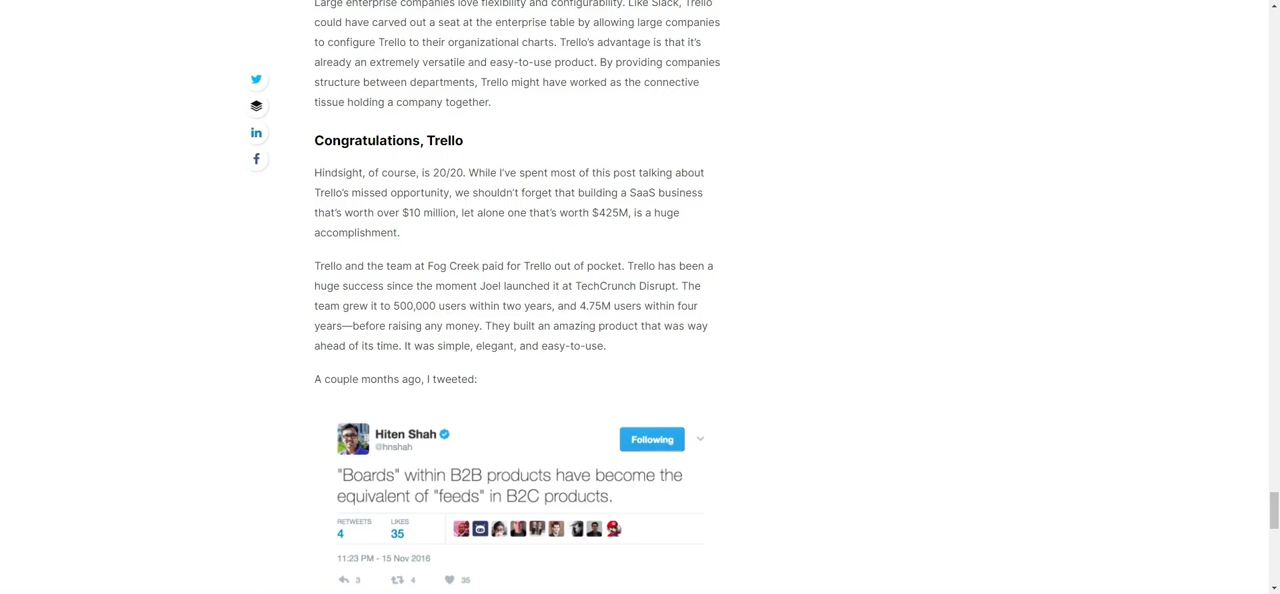 Large enterprise companies love flexibility and configurability. Like Slack, Trello
could have carved out a seat at the enterprise table by allowing large companies
to configure Trello to their organizational charts. Trello’s advantage is that it’s
already an extremely versatile and easy-to-use product. By providing companies
structure between departments, Trello might have worked as the connective
tissue holding a company together.
Congratulations, Trello
Hindsight, of course, is 20/20. While I’ve spent most of this post talking about
Trello’s missed opportunity, we shouldn’t forget that building a SaaS business
that’s worth over $10 million, let alone one that’s worth $425M, is a huge
accomplishment.
Trello and the team at Fog Creek paid for Trello out of pocket. Trello has been a
huge success since the moment Joel launched it at TechCrunch Disrupt. The
team grew it to 500,000 users within two years, and 4.75M users within four
years—before raising any money. They built an amazing product that was way
ahead of its time. It was simple, elegant, and easy-to-use.
A couple months ago, I tweeted:
Hiten Shah
Following
@hnshah
"Boards" within B2B products have become the
equivalent of "feeds" in B2C products.
RETWEETS LIKES
4 35
11:23 PM - 15 Nov 2016
3 4 35